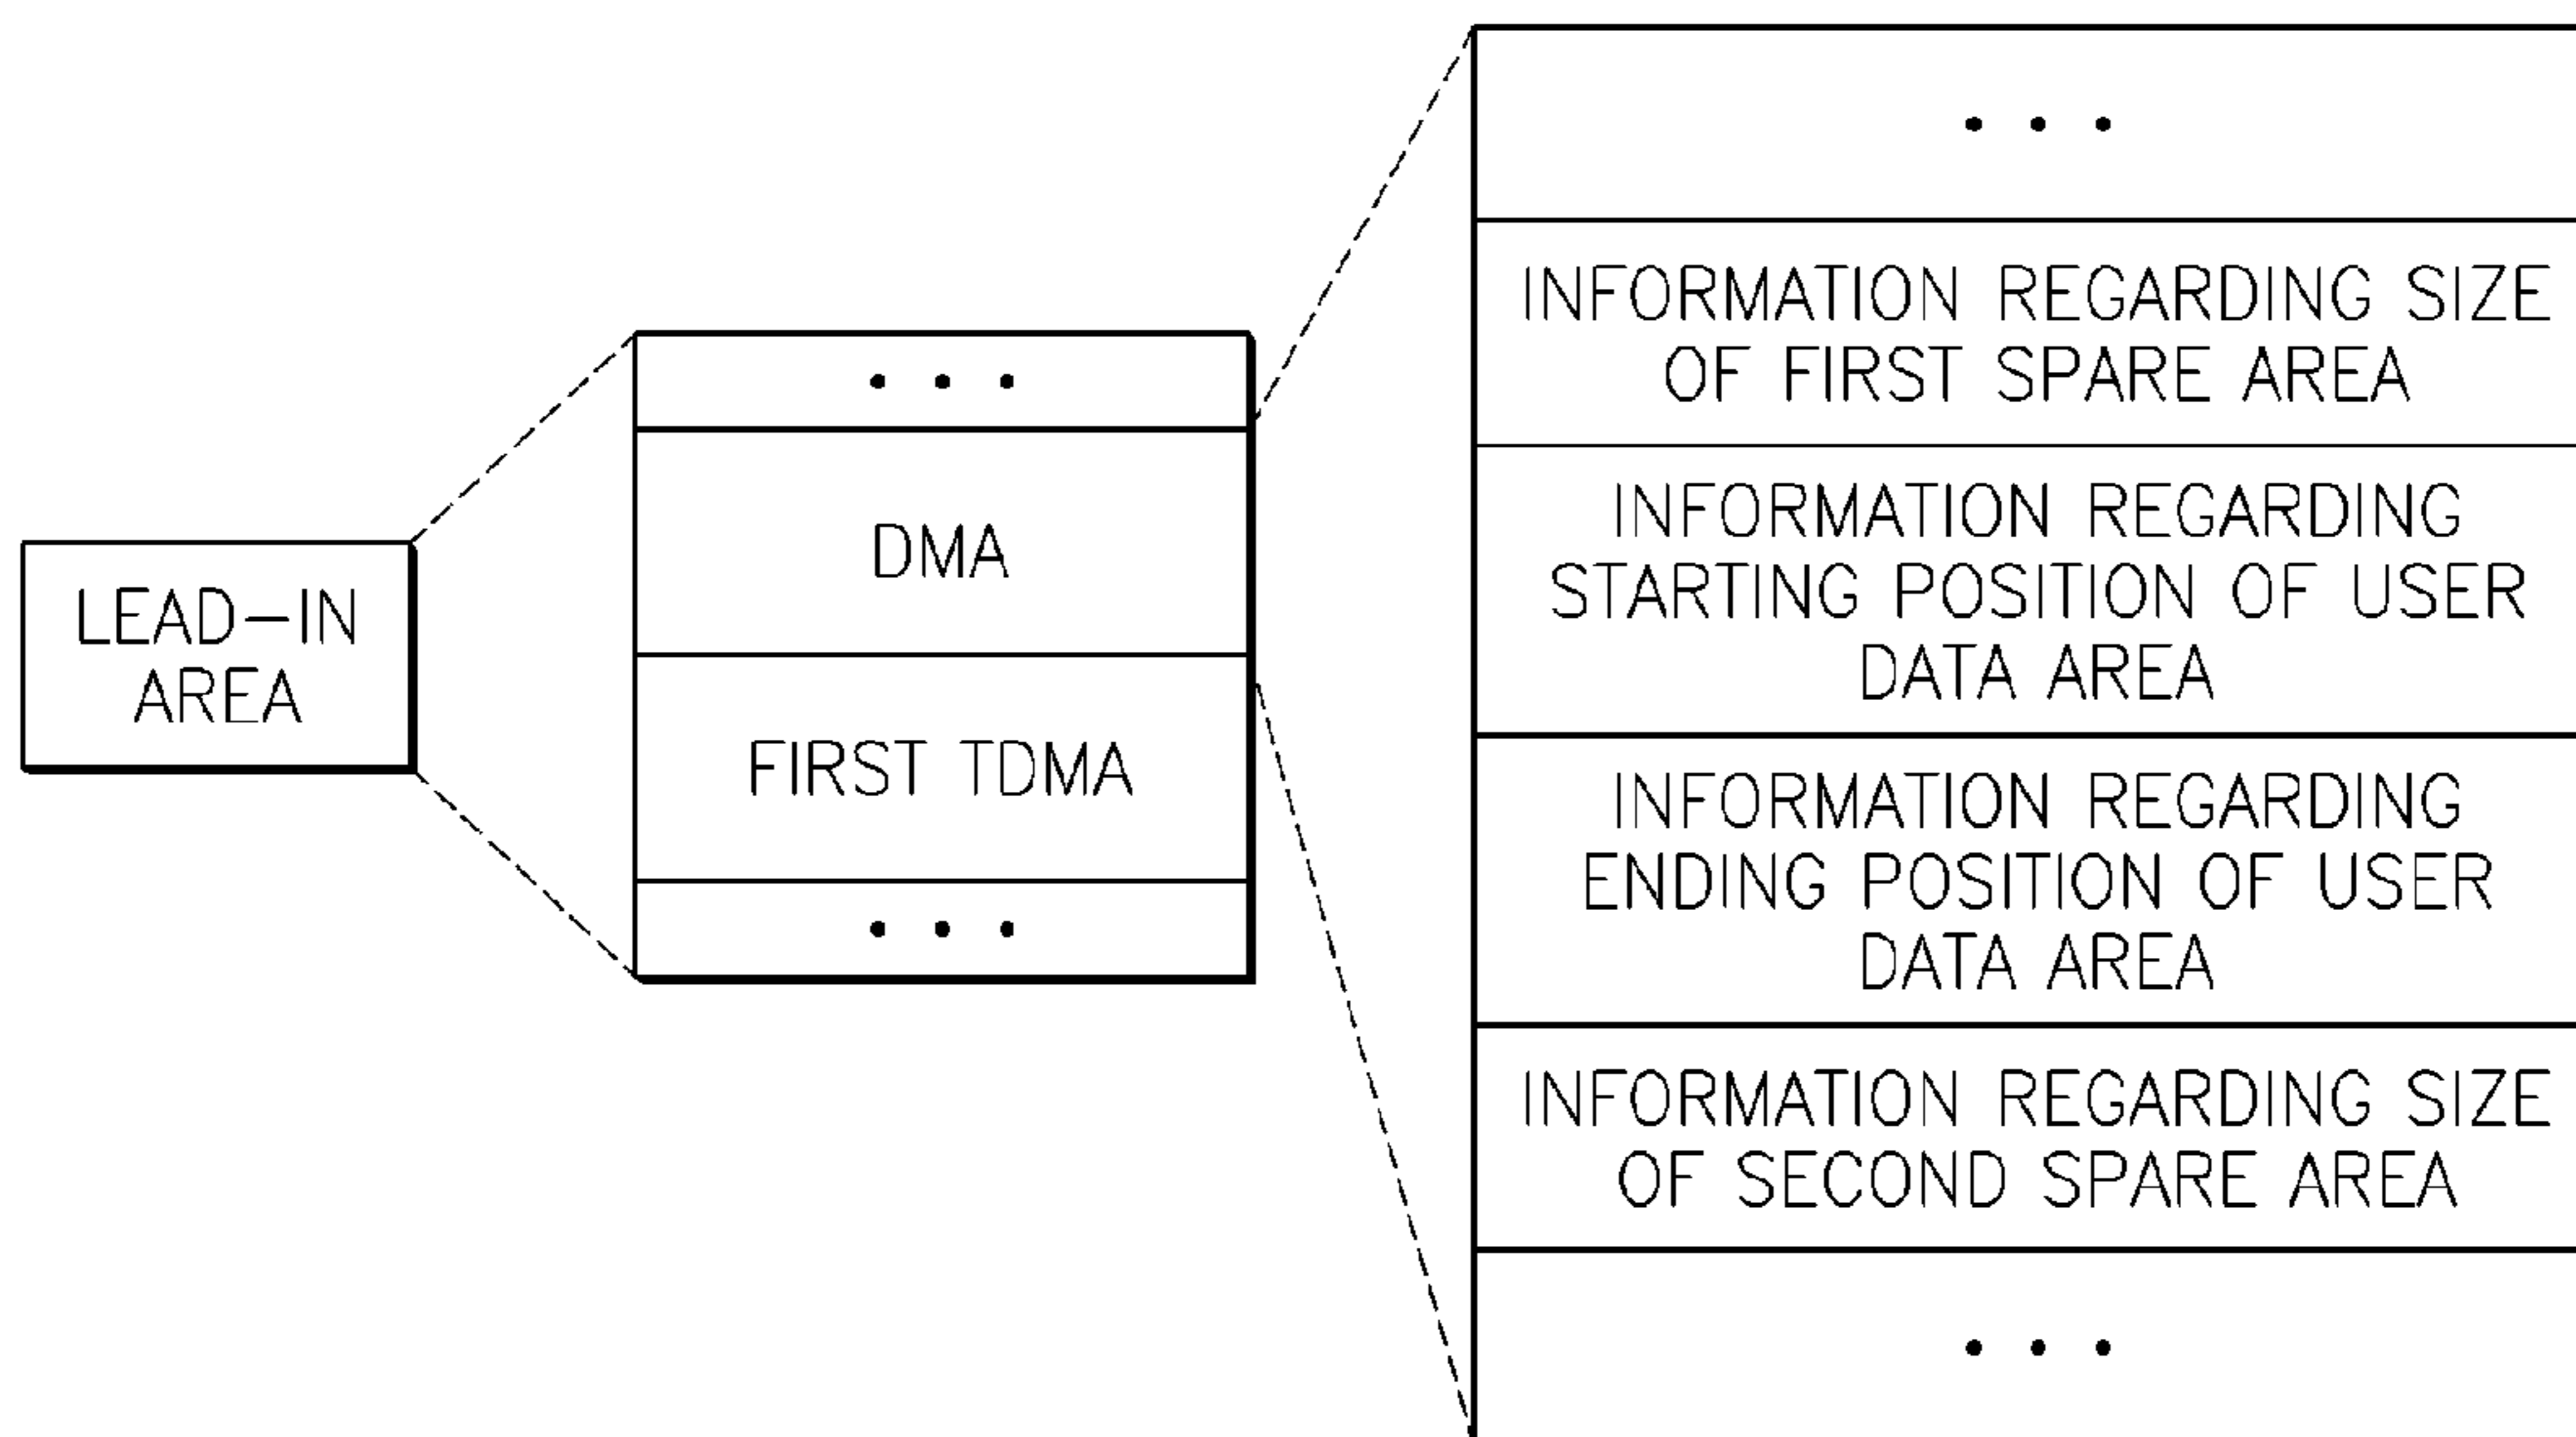 LEAD-IN
AREA
• • •
DMA
FIRST TDMA
• • •
• • •
INFORMATION REGARDING SIZE
OF FIRST SPARE AREA
INFORMATION REGARDING
STARTING POSITION OF USER
DATA AREA
INFORMATION REGARDING
ENDING POSITION OF USER
DATA AREA
INFORMATION REGARDING SIZE
OF SECOND SPARE AREA
• • •